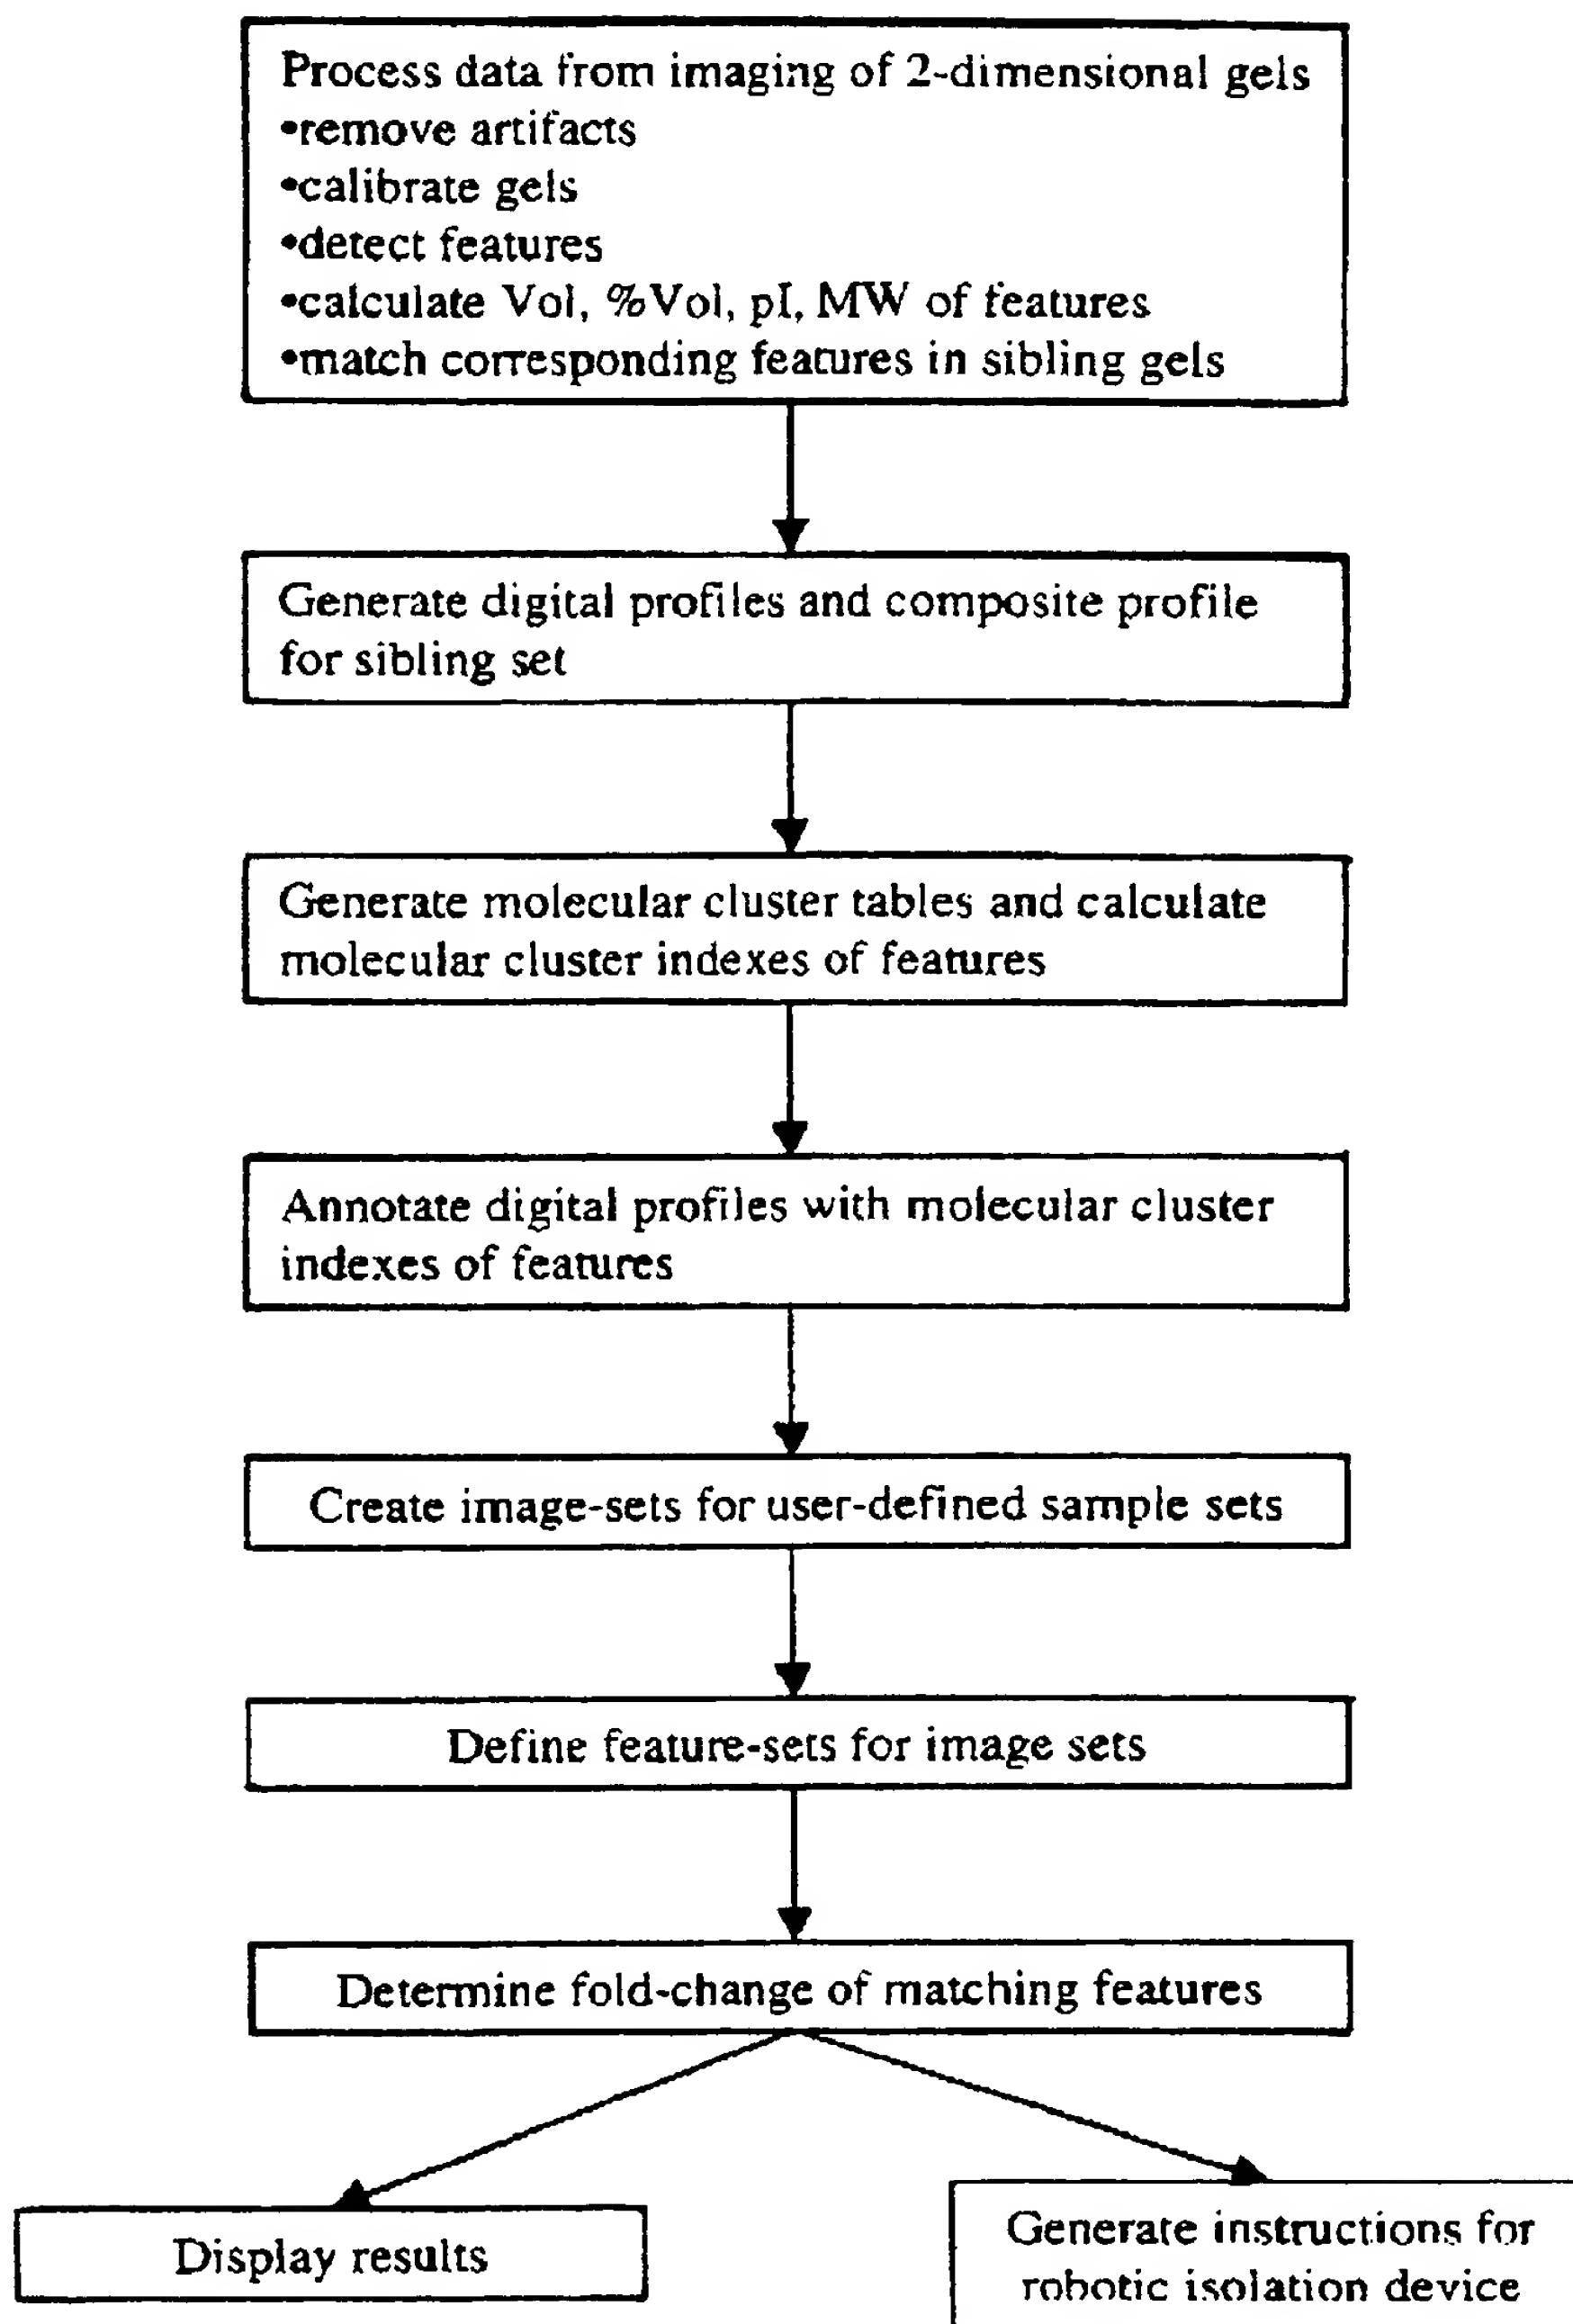 Process data from imaging of 2-dimensional gels
•remove artifacts
•calibrate gels
•detect features
•calculate Vol, %Vol, pI, MW of features
•match corresponding features in sibling gels
Generate digital profiles and composite profile
for sibling set
Generate molecular cluster tables and calculate
molecular cluster indexes of features
Annotate digital profiles with molecular cluster
indexes of features
Create image-sets for user-defined sample sets
Define feature-sets for image sets
Determine fold-change of matching features
Display results
Generate instructions for
robotic isolation device